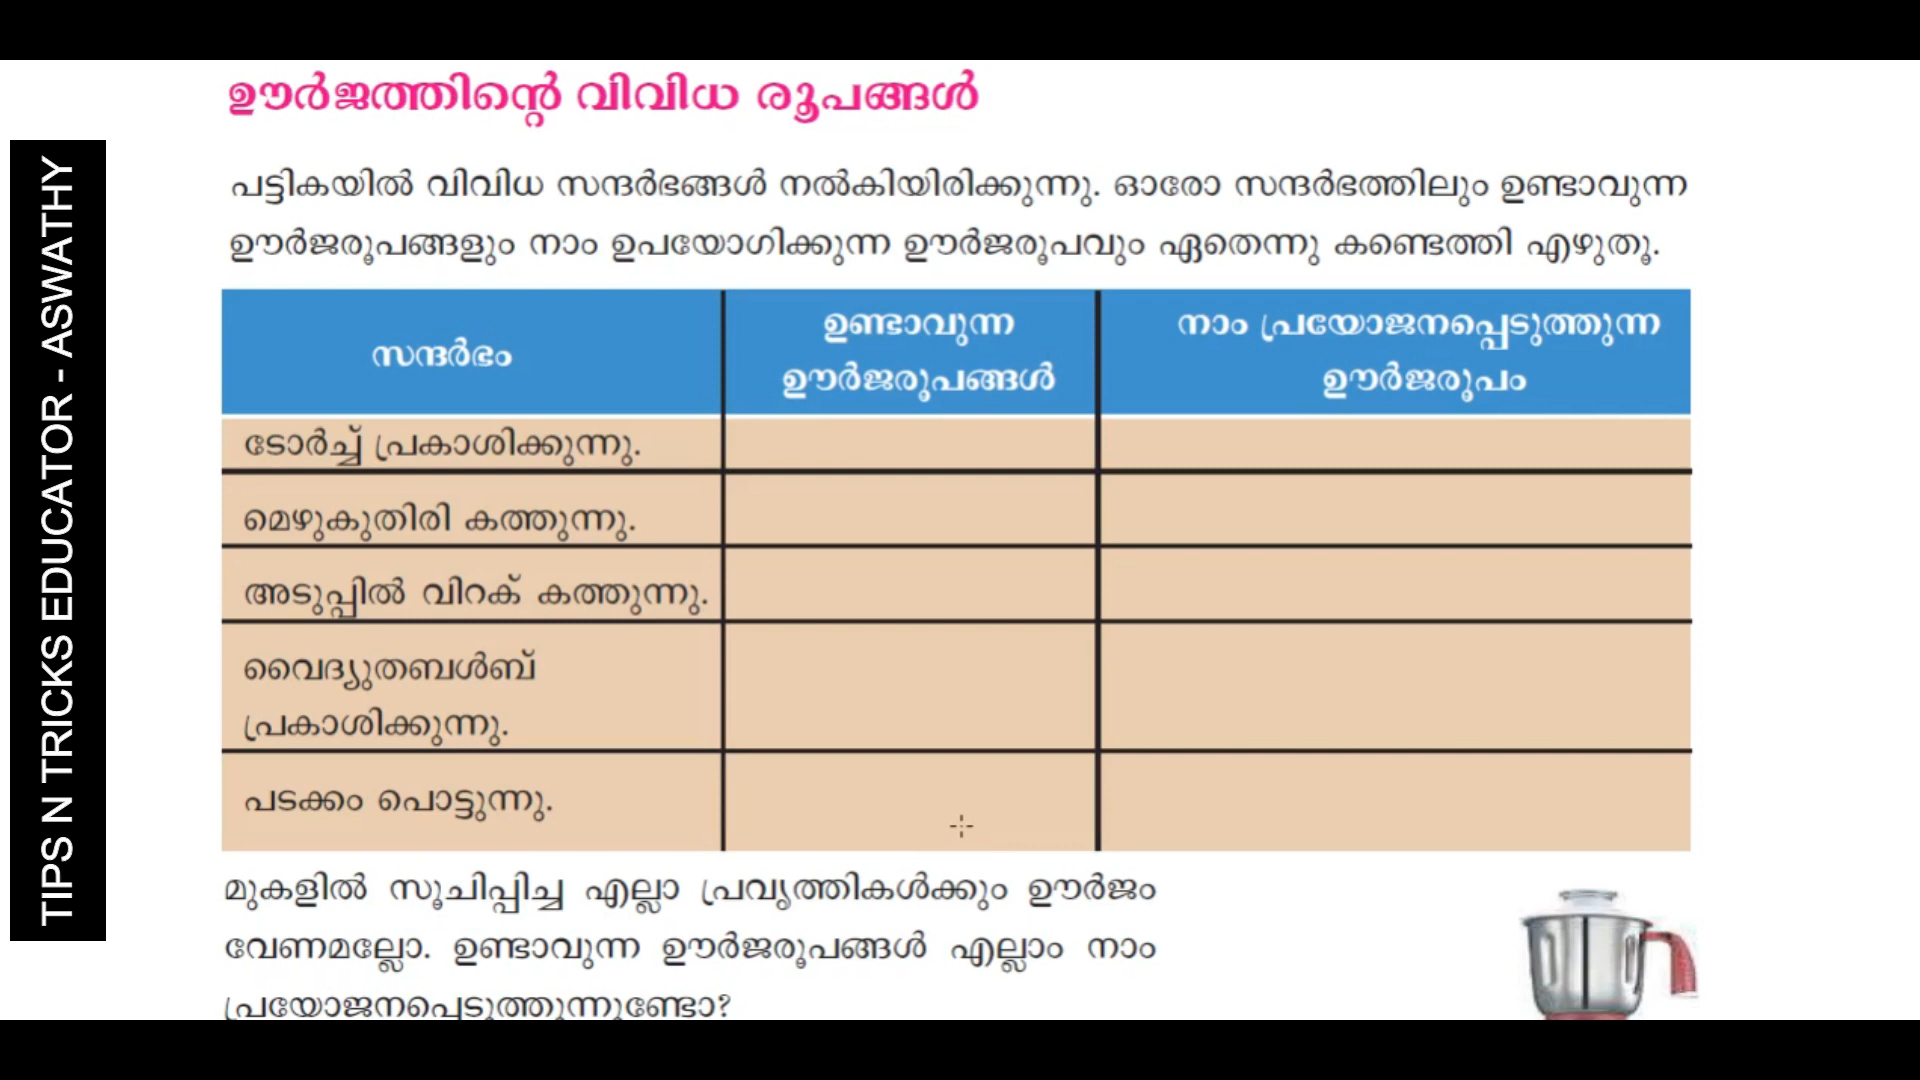 ഊർജത്തിന്റെ വിവിധ രൂപങ്ങൾ
പട്ടികയിൽ വിവിധ സന്ദർഭങ്ങൾ നൽകിയിരിക്കുന്നു. ഓരോ സന്ദർഭത്തിലും ഉണ്ടാവുന്ന
ഊർജരൂപങ്ങളും നാം ഉപയോഗിക്കുന്ന ഊർജരൂപവും ഏതെന്നു കണ്ടെത്തി എഴുതൂ.
സന്ദർഭം
ഉണ്ടാവുന്ന
ഊർജരൂപങ്ങൾ
നാം പ്രയോജനപ്പെടുത്തുന്ന
ഊർജരൂപം
ടോർച്ച് പ്രകാശിക്കുന്നു.
മെഴുകുതിരി കത്തുന്നു.
അടുപ്പിൽ വിറക് കത്തുന്നു.
വൈദ്യുതബൾബ്
പ്രകാശിക്കുന്നു.
പടക്കം പൊട്ടുന്നു.
മുകളിൽ സൂചിപ്പിച്ച എല്ലാ പ്രവൃത്തികൾക്കും ഊർജം
വേണമല്ലോ. ഉണ്ടാവുന്ന ഊർജരൂപങ്ങൾ എല്ലാം നാം
പ്രയോജനപ്പെടുത്തുന്നുണ്ടോ?
TIPS N TRICKS EDUCATOR - ASWATHY